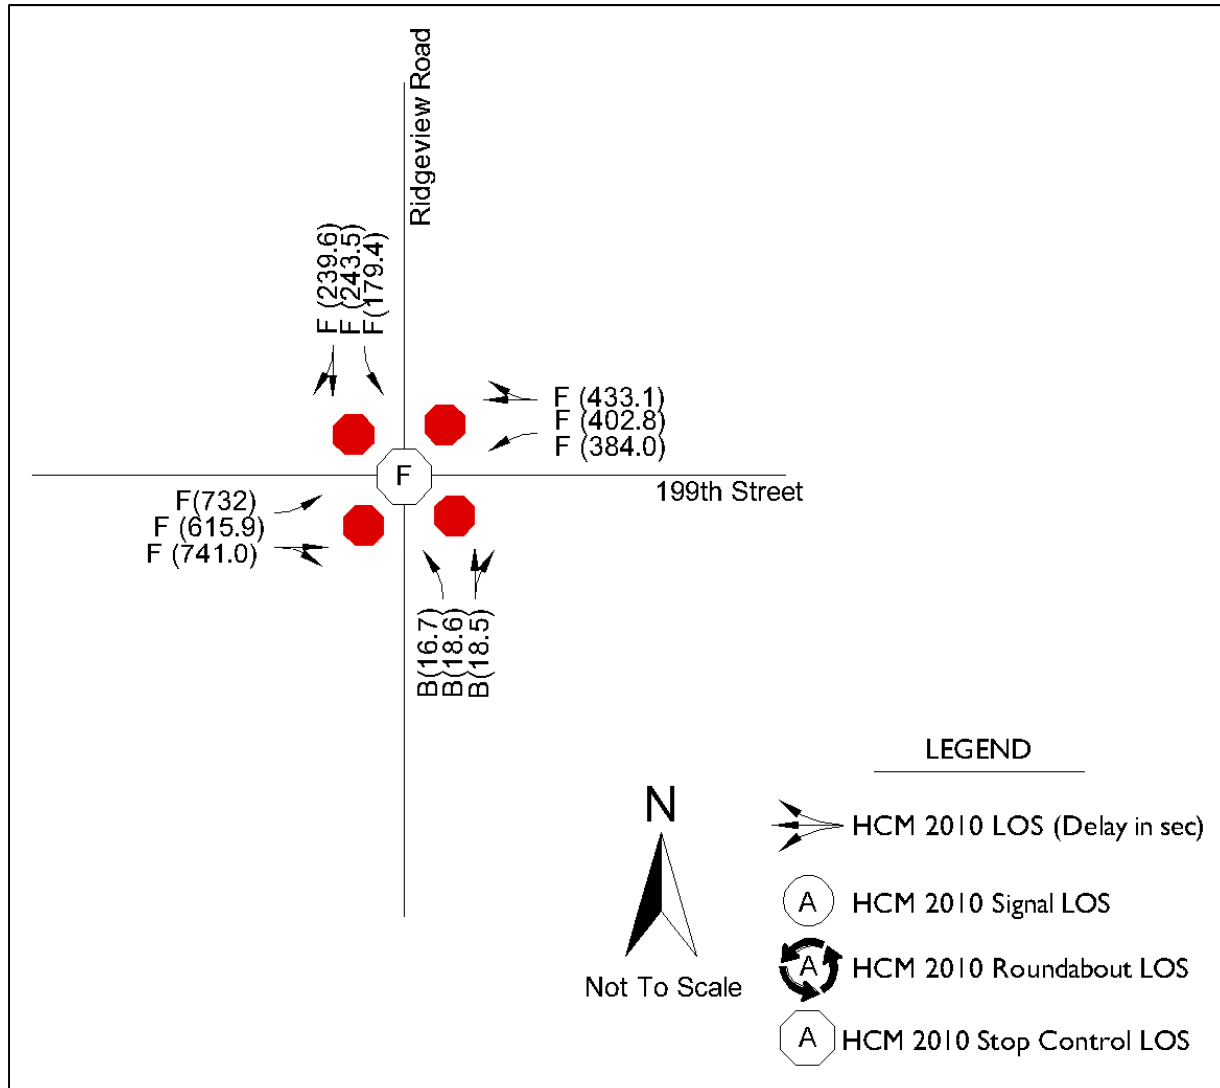 Ridgeview Road
F (239.6)
F (243.5)
F(179.4)
F (433.1)
F (402.8)
F (384.0)
F
199th Street
F(732)
F (615.9)
F (741.0)
B(16.7)
B(18.6)
B(18.5)
LEGEND
N
Not To Scale
HCM 2010 LOS (Delay in sec)
A HCM 2010 Signal LOS
A HCM 2010 Roundabout LOS
A HCM 2010 Stop Control LOS